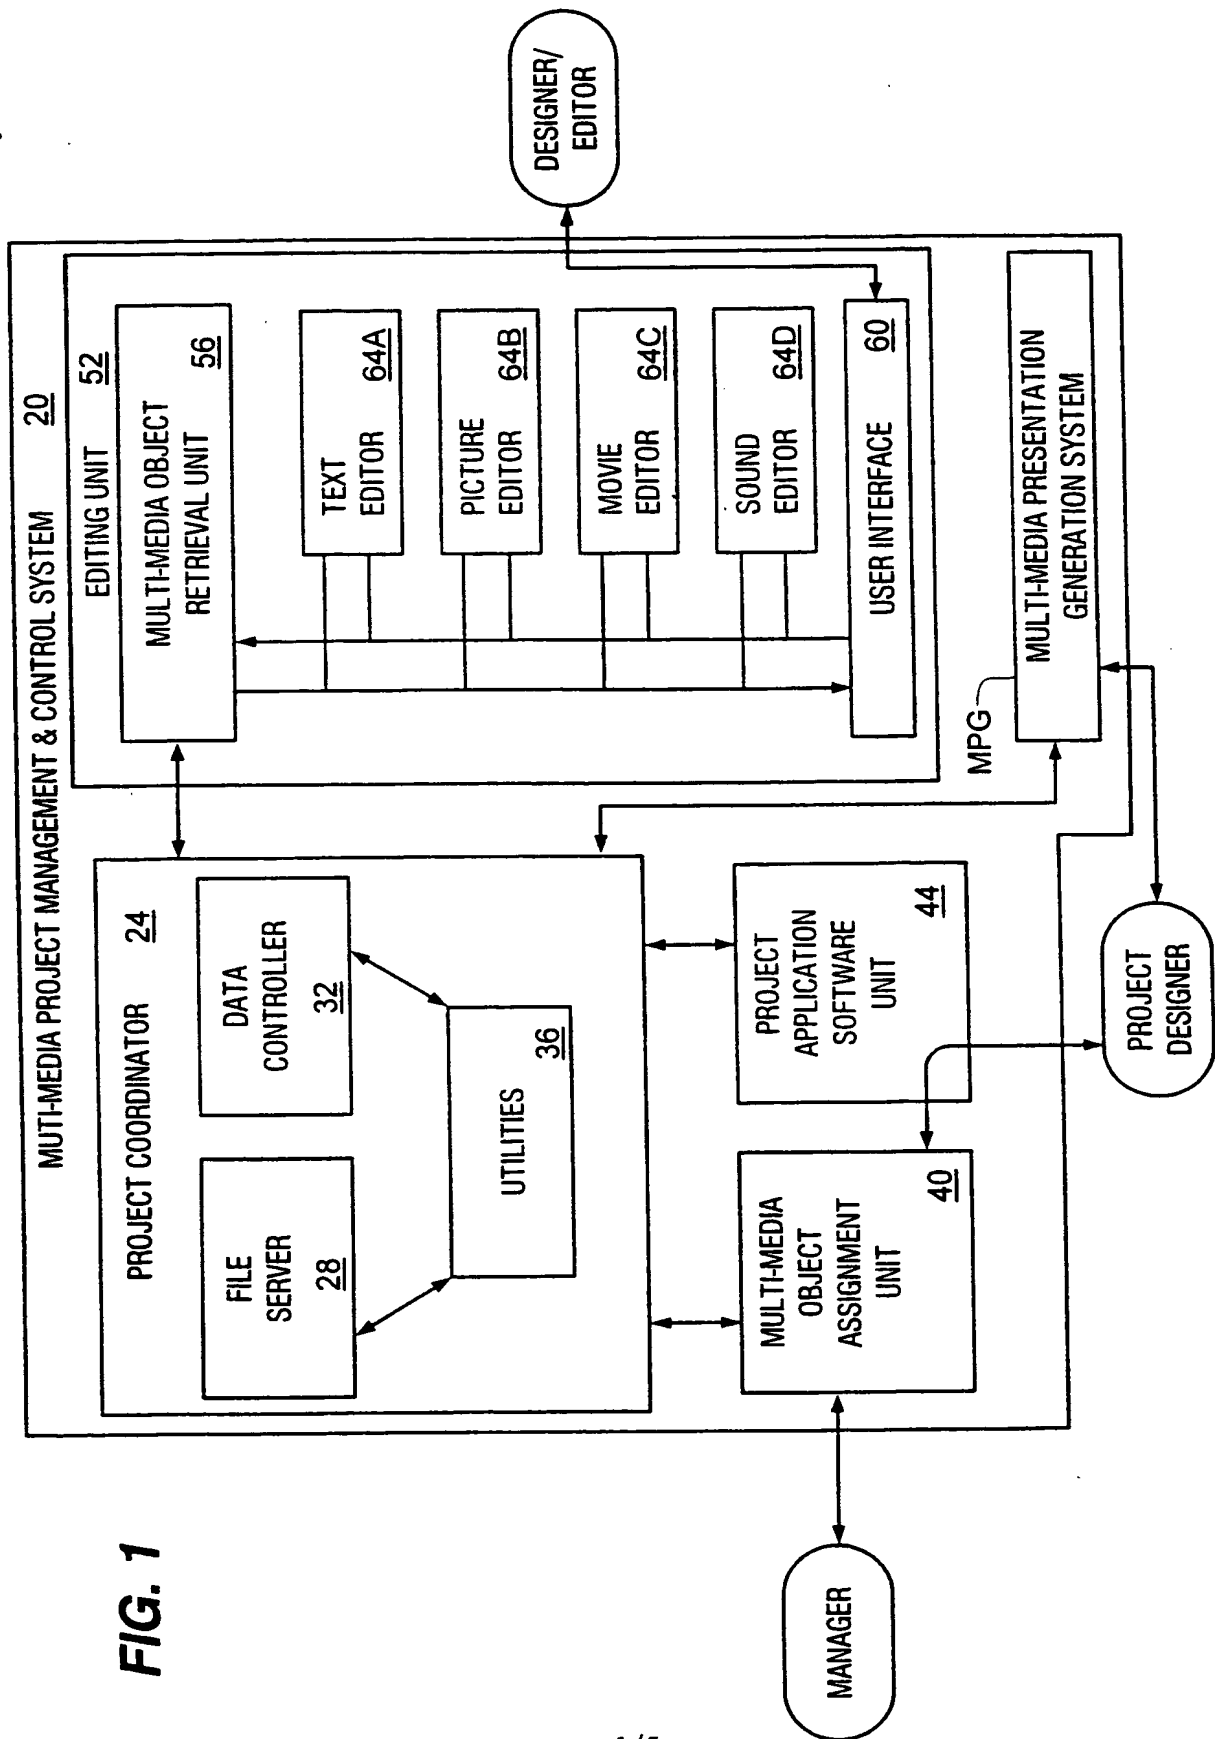 FIG. 1
MUTI-MEDIA PROJECT MANAGEMENT & CONTROL SYSTEM 20
PROJECT COORDINATOR 24
FILE
SERVER
28
DATA
CONTROLLER
32
UTILITIES 36
EDITING UNIT 52
MULTI-MEDIA OBJECT
RETRIEVAL UNIT 56
TEXT
EDITOR 64A
PICTURE
EDITOR 64B
MOVIE
EDITOR 64C
SOUND
EDITOR 64D
USER INTERFACE 60
DESIGNER/
EDITOR
MULTI-MEDIA
OBJECT
ASSIGNMENT
UNIT 40
PROJECT
APPLICATION
SOFTWARE
UNIT 44
MPG
MULTI-MEDIA PRESENTATION
GENERATION SYSTEM
MANAGER
PROJECT
DESIGNER